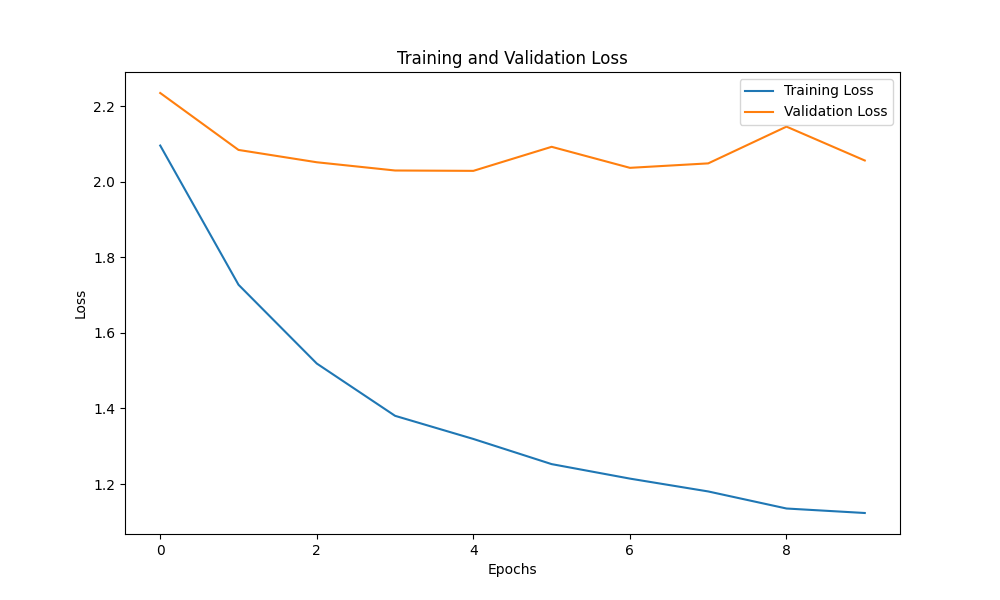 Training and Validation Loss
Training Loss
Validation Loss
2.2
2.0
1.8
1.6
1.4
1.2
Loss
0 2 4 6 8
Epochs